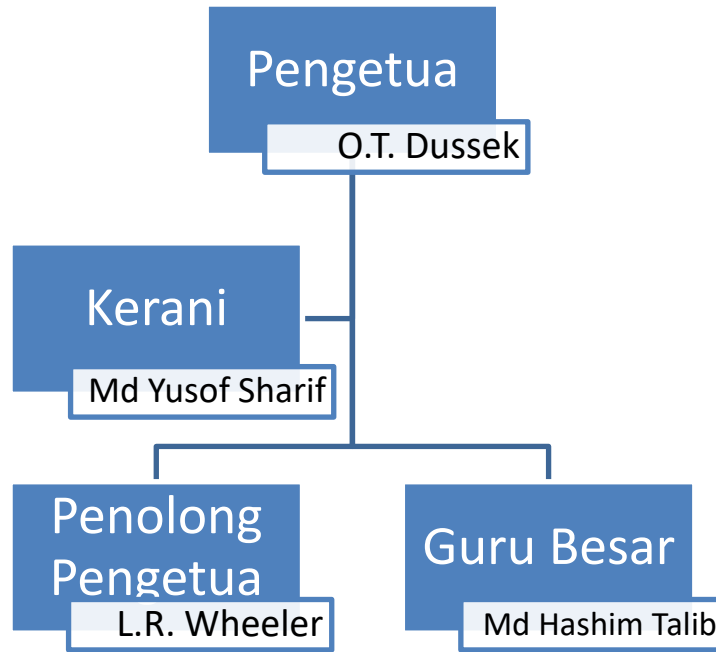 Pengetua
O.T. Dussek
Kerani
Md Yusof Sharif
Penolong
Pengetua
L.R. Wheeler
Guru Besar
Md Hashim Talib